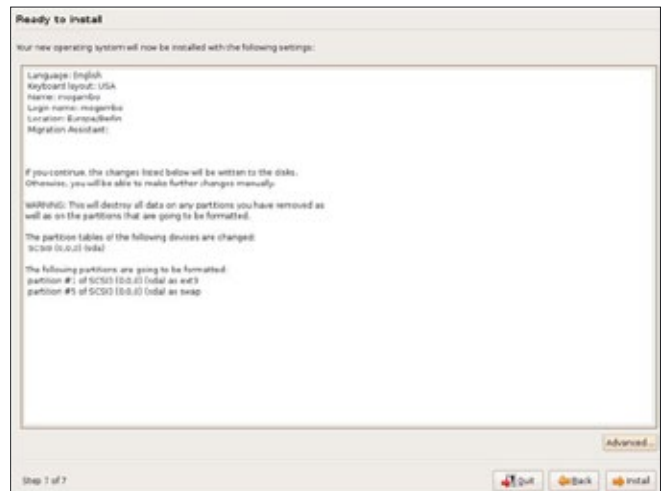 Ready to install
Your new operating system will now be installed with the following settings:
Language: English
Keyboard layout: USA
Name: mogambo
Login name: mogambo
Location: Europe/Berlin
Migration Assistant:
If you continue, the changes listed below will be written to the disks.
Otherwise, you will be able to make further changes manually.
WARNING: This will destroy all data on any partitions you have removed as
well as on the partitions that are going to be formatted.
The partition tables of the following devices are changed:
SCSI0 (0,0,0) (sda)
The following partitions are going to be formatted:
partition #1 of SCSI0 (0,0,0) (sda) as ext3
partition #5 of SCSI0 (0,0,0) (sda) as swap
Advanced...
Step 7 of 7
Quit
Back
Install